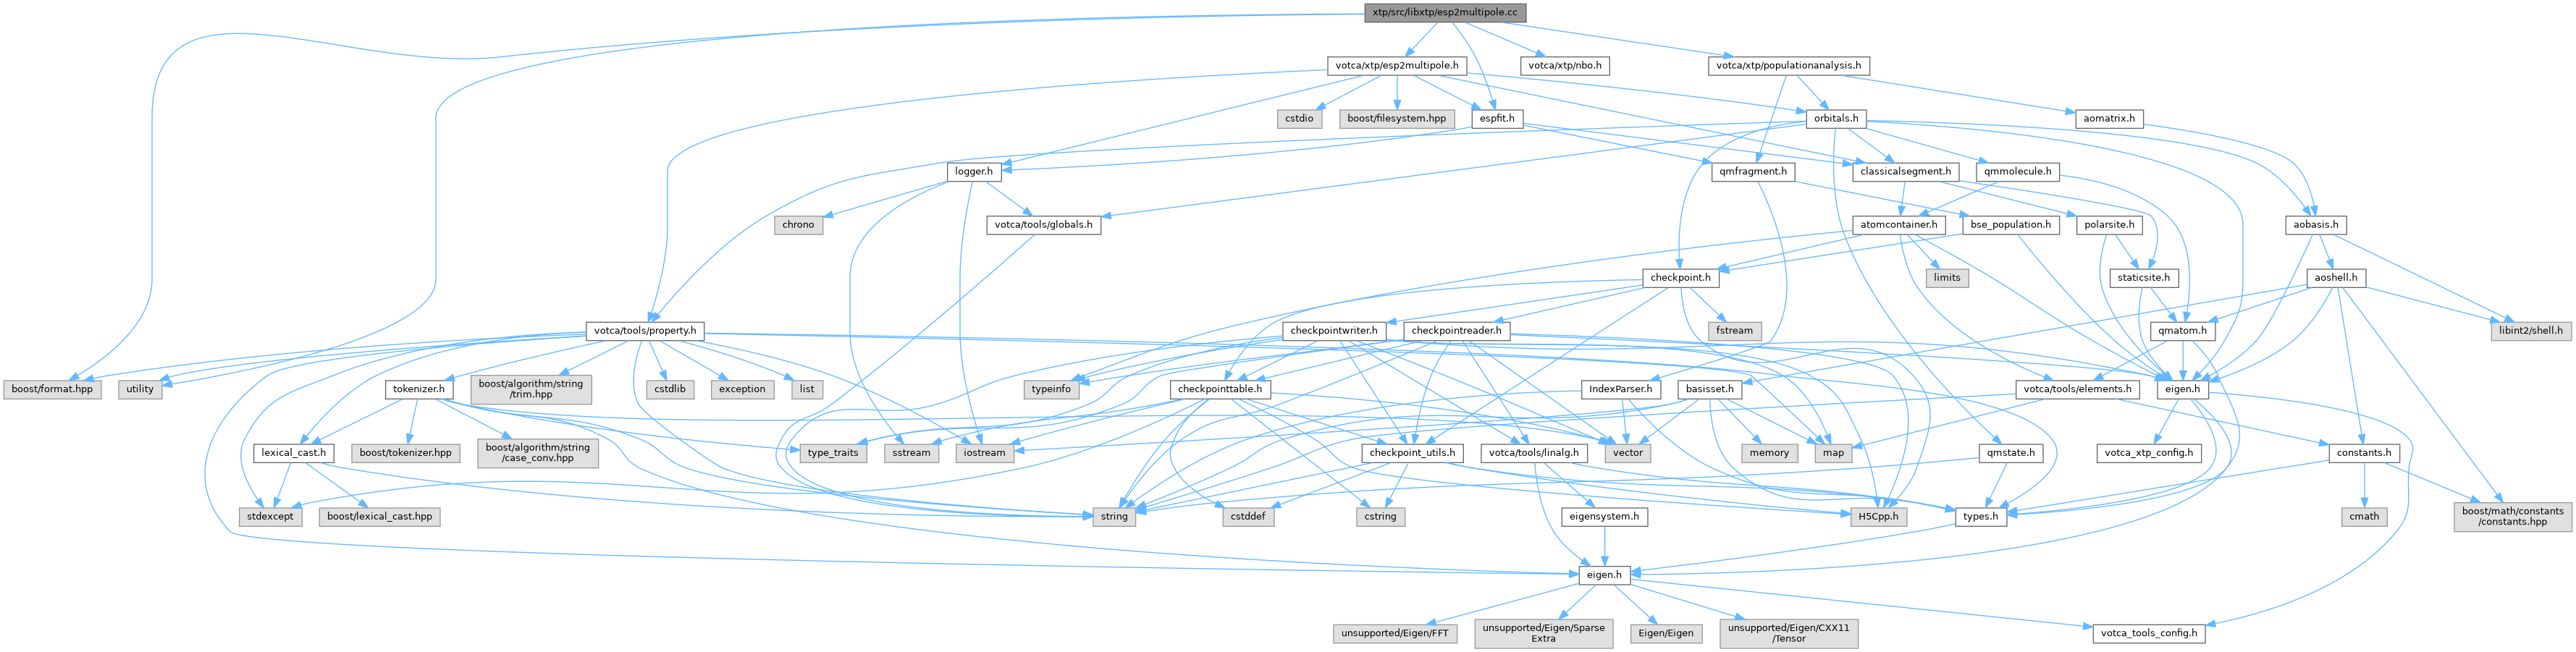 xtp/src/libxtp/esp2multipole.cc
votca/xtp/esp2multipole.h
votca/xtp/nbo.h
votca/xtp/populationanalysis.h
cstdio
boost/filesystem.hpp
espfit.h
orbitals.h
aomatrix.h
logger.h
qmfragment.h
classicalsegment.h
qmmolecule.h
chrono
votca/tools/globals.h
atomcontainer.h
bse_population.h
polarsite.h
aobasis.h
checkpoint.h
limits
staticsite.h
aoshell.h
votca/tools/property.h
checkpointwriter.h
checkpointreader.h
fstream
qmatom.h
libint2/shell.h
boost/format.hpp
utility
tokenizer.h
boost/algorithm/string
/trim.hpp
cstdlib
exception
list
typeinfo
checkpointtable.h
IndexParser.h
basisset.h
votca/tools/elements.h
eigen.h
lexical_cast.h
boost/tokenizer.hpp
boost/algorithm/string
/case_conv.hpp
type_traits
sstream
iostream
checkpoint_utils.h
votca/tools/linalg.h
vector
memory
map
qmstate.h
votca_xtp_config.h
constants.h
stdexcept
boost/lexical_cast.hpp
string
cstddef
cstring
eigensystem.h
H5Cpp.h
types.h
cmath
boost/math/constants
/constants.hpp
eigen.h
unsupported/Eigen/FFT
unsupported/Eigen/Sparse
Extra
Eigen/Eigen
unsupported/Eigen/CXX11
/Tensor
votca_tools_config.h